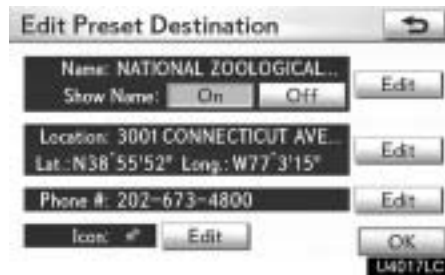 Edit Preset Destination
Name: NATIONAL ZOOLOGICAL...
Edit
Show Name: On Off
Location: 3001 CONNECTICUT AVE...
Edit
Lat.: N38°55'52" Long.: W77°3'15"
Phone #: 202-673-4800
Edit
Icon: Edit
OK
LI4017LC